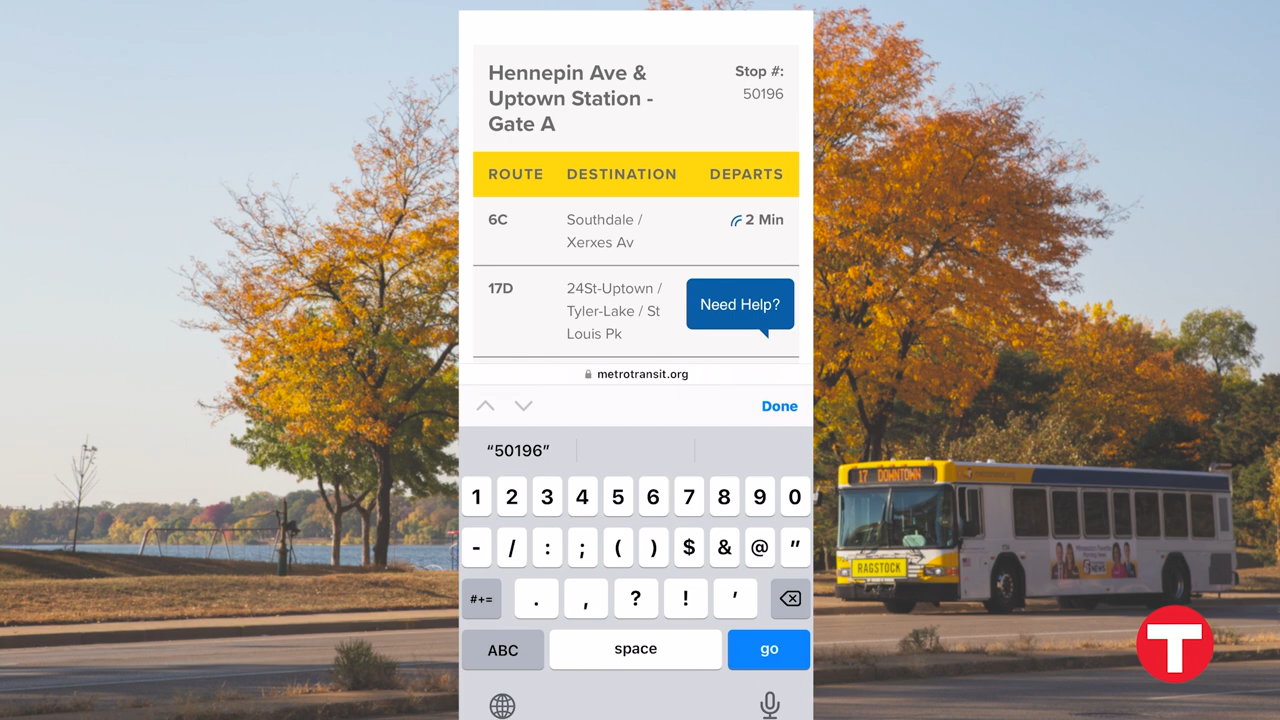 Hennepin Ave &
Uptown Station -
Gate A
Stop #:
50196
ROUTE DESTINATION DEPARTS
6C Southdale / 2 Min
Xerxes Av
17D 24St-Uptown /
Tyler-Lake / St
Louis Pk
Need Help?
metrotransit.org
Done
“50196”
1 2 3 4 5 6 7 8 9 0
- / : ; ( ) $ & @ "
#+= . , ? ! ’
ABC space go
17 DOWNTOWN
RAGSTOCK
T